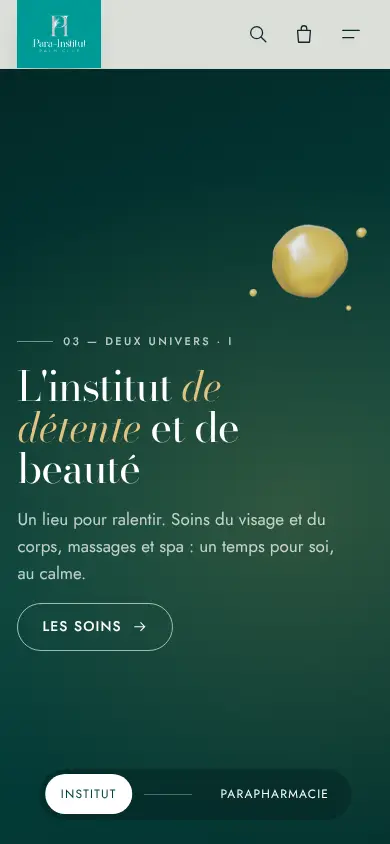 Para-Institut
03 — DEUX UNIVERS · I
L'institut de
détente et de
beauté
Un lieu pour ralentir. Soins du visage et du
corps, massages et spa : un temps pour soi,
au calme.
LES SOINS →
INSTITUT
PARAPHARMACIE